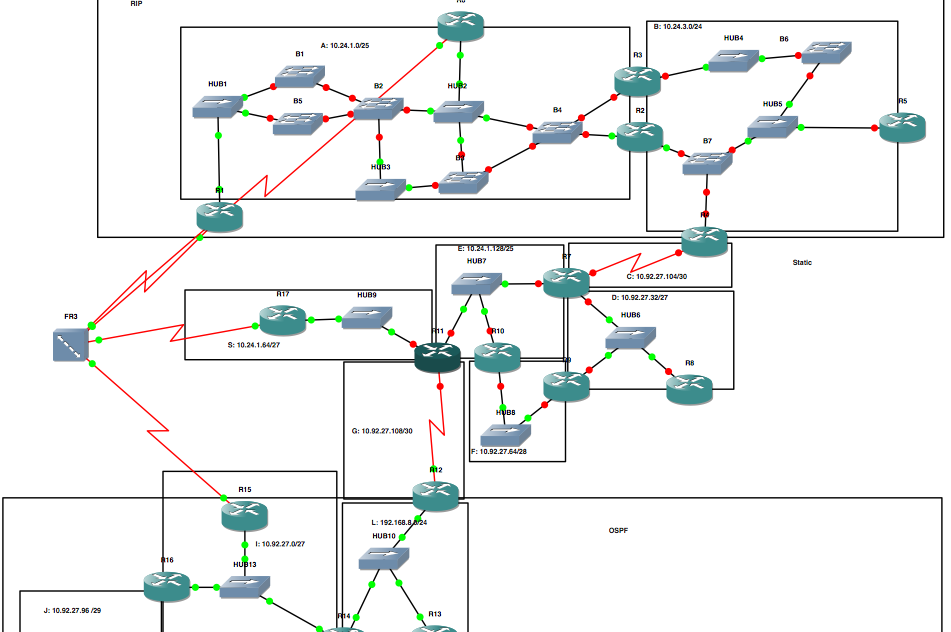 RIP
A: 10.24.1.0/25
B: 10.24.3.0/24
HUB4
B6
B1
R3
HUB1
B2
HUB2
B5
B4
R2
HUB5
R5
B7
HUB3
R1
E: 10.24.1.128/25
R7
HUB7
Static
C: 10.92.27.104/30
R17
HUB9
D: 10.92.27.32/27
HUB6
FR3
R11
R10
S: 10.24.1.64/27
R8
HUB8
G: 10.92.27.108/30
F: 10.92.27.64/28
R12
R15
L: 192.168.8.0/24
OSPF
HUB10
I: 10.92.27.0/27
R16
HUB13
J: 10.92.27.96 /29
R14
R13